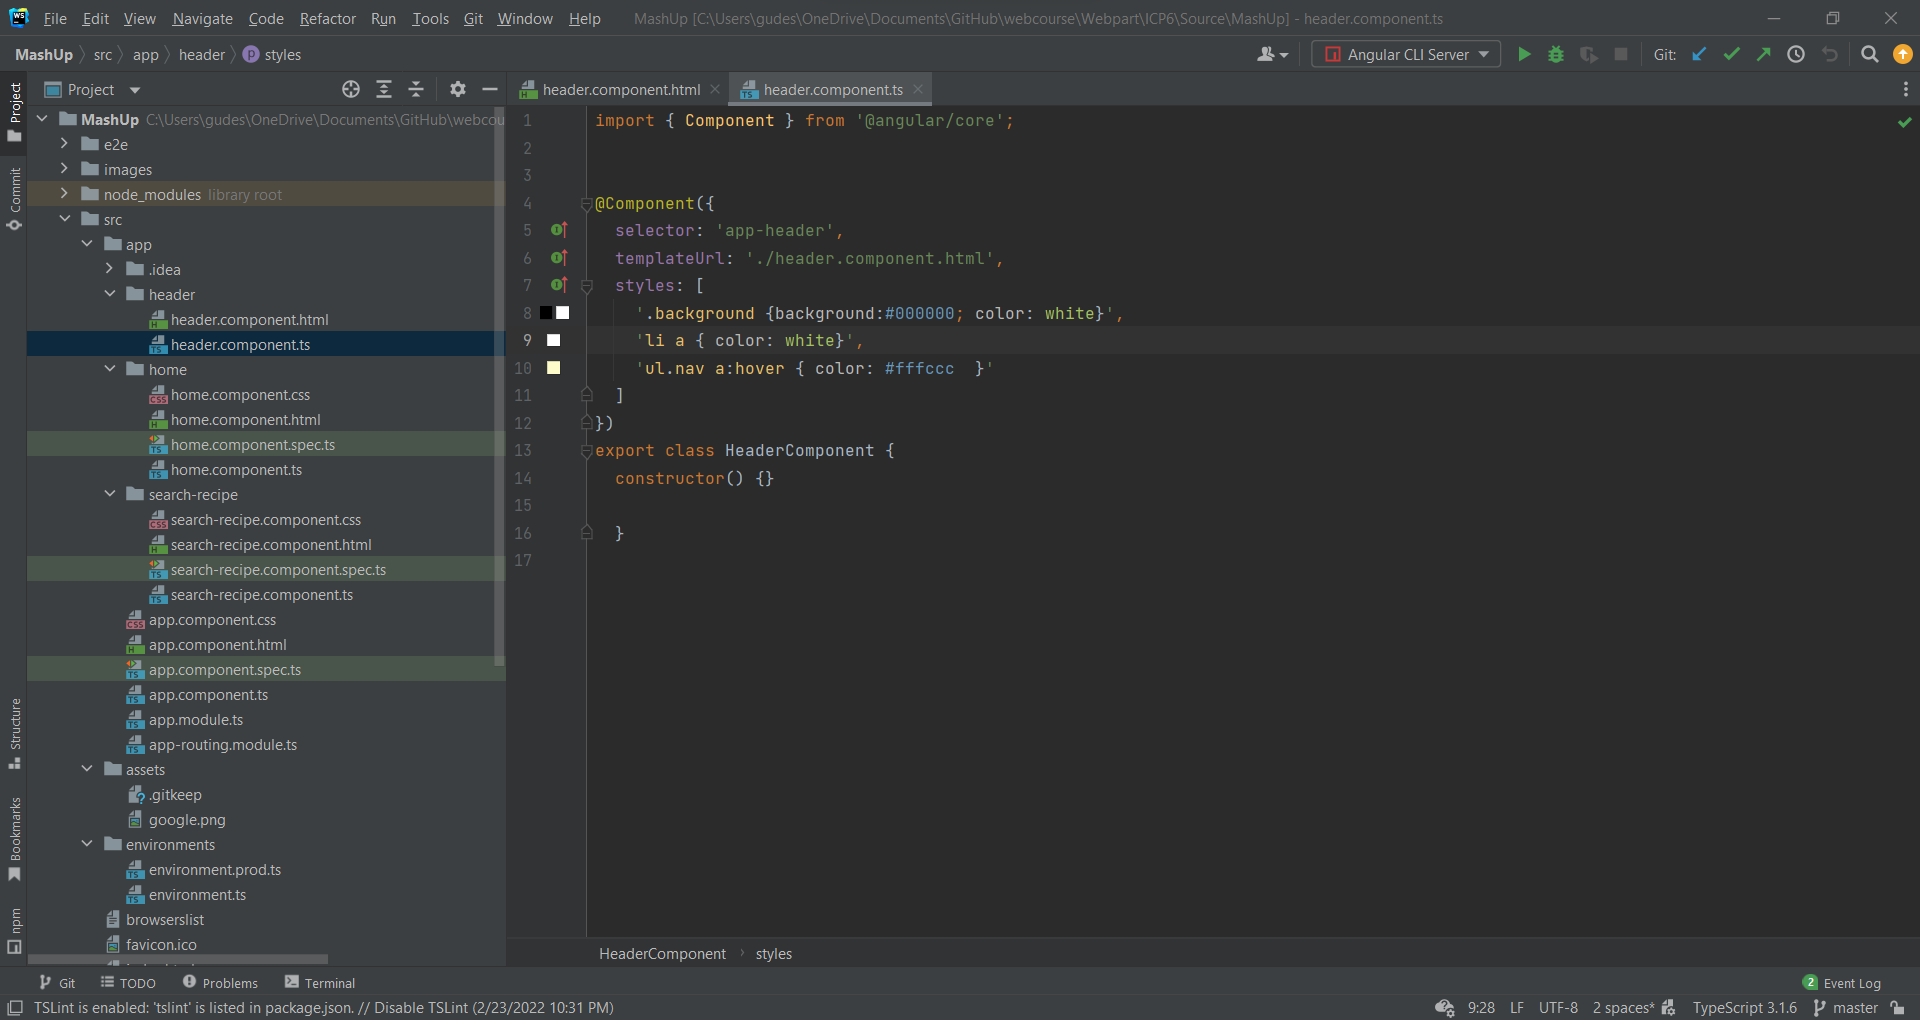 WS File Edit View Navigate Code Refactor Run Tools Git Window Help MashUp [C:\Users\gudes\OneDrive\Documents\GitHub\webcourse\Webpart\ICP6\Source\MashUp] - header.component.ts
MashUp src app header p styles Angular CLI Server Git:
Project
header.component.html header.component.ts
Project
Commit
Structure
Bookmarks
npm
MashUp C:\Users\gudes\OneDrive\Documents\GitHub\webcou
e2e
images
node_modules library root
src
app
.idea
header
header.component.html
header.component.ts
home
home.component.css
home.component.html
home.component.spec.ts
home.component.ts
search-recipe
search-recipe.component.css
search-recipe.component.html
search-recipe.component.spec.ts
search-recipe.component.ts
app.component.css
app.component.html
app.component.spec.ts
app.component.ts
app.module.ts
app-routing.module.ts
assets
.gitkeep
google.png
environments
environment.prod.ts
environment.ts
browserslist
favicon.ico
1 import { Component } from '@angular/core';
2
3
4 @Component({
5 selector: 'app-header',
6 templateUrl: './header.component.html',
7 styles: [
8 '.background {background:#000000; color: white}',
9 'li a { color: white}',
10 'ul.nav a:hover { color: #fffccc  }'
11 ]
12 })
13 export class HeaderComponent {
14 constructor() {}
15
16 }
17
HeaderComponent styles
Git TODO Problems Terminal 2 Event Log
TSLint is enabled: 'tslint' is listed in package.json. // Disable TSLint (2/23/2022 10:31 PM) 9:28 LF UTF-8 2 spaces* TypeScript 3.1.6 master